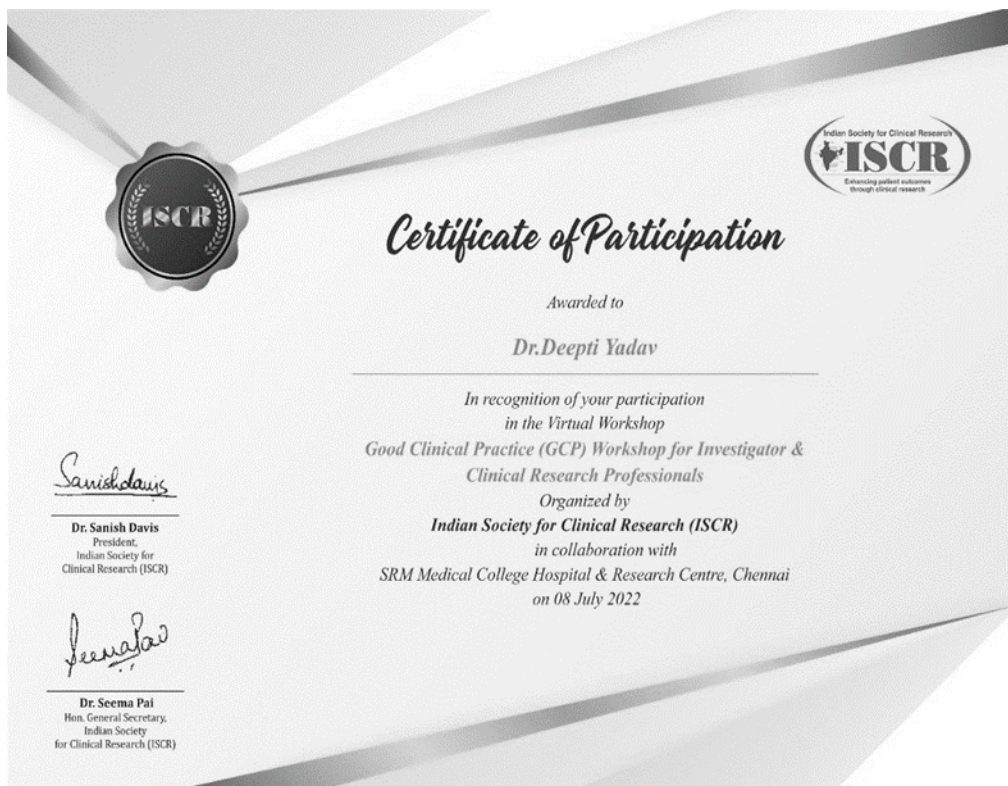 Indian Society for Clinical Research
ISCR
Enhancing patient outcomes
through clinical research
ISCR
Certificate of Participation
Awarded to
Dr.Deepti Yadav
In recognition of your participation
in the Virtual Workshop
Good Clinical Practice (GCP) Workshop for Investigator &
Clinical Research Professionals
Organized by
Indian Society for Clinical Research (ISCR)
in collaboration with
SRM Medical College Hospital & Research Centre, Chennai
on 08 July 2022
Sanishdavis
Dr. Sanish Davis
President,
Indian Society for
Clinical Research (ISCR)
SeemaPai
Dr. Seema Pai
Hon. General Secretary,
Indian Society
for Clinical Research (ISCR)